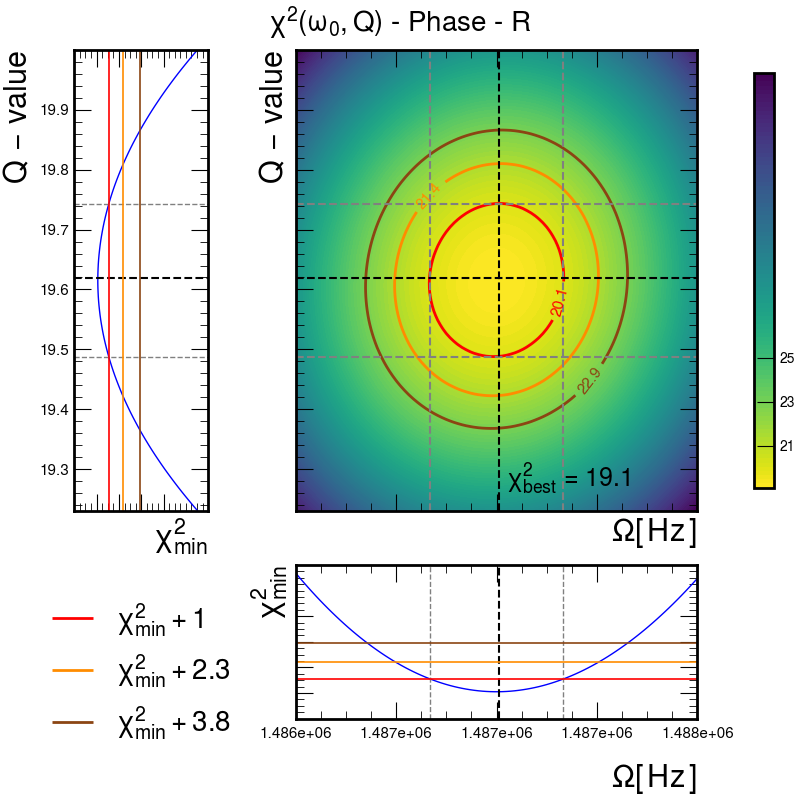 χ²(ω₀, Q) - Phase - R
Q − value
19.9
19.8
19.7
19.6
19.5
19.4
19.3
χ²min
Q − value
21.4
20.1
22.9
χ²best = 19.1
Ω[Hz]
25
23
21
χ²min + 1
χ²min + 2.3
χ²min + 3.8
χ²min
1.486e+06 1.487e+06 1.487e+06 1.487e+06 1.488e+06
Ω[Hz]